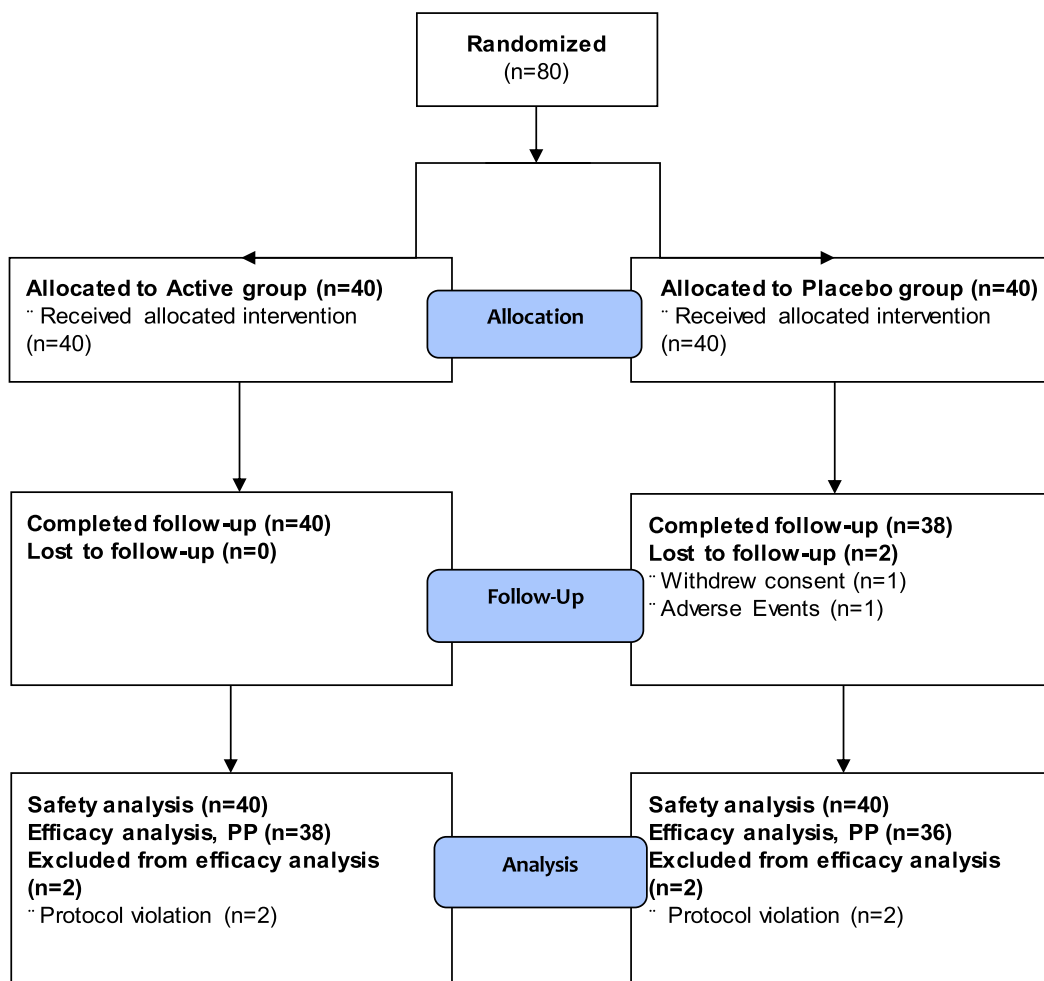 Randomized
(n=80)
Allocated to Active group (n=40)
¨ Received allocated intervention
(n=40)
Allocation
Allocated to Placebo group (n=40)
¨ Received allocated intervention
(n=40)
Completed follow-up (n=40)
Lost to follow-up (n=0)
Follow-Up
Completed follow-up (n=38)
Lost to follow-up (n=2)
¨ Withdrew consent (n=1)
¨ Adverse Events (n=1)
Safety analysis (n=40)
Efficacy analysis, PP (n=38)
Excluded from efficacy analysis
(n=2)
¨ Protocol violation (n=2)
Analysis
Safety analysis (n=40)
Efficacy analysis, PP (n=36)
Excluded from efficacy analysis
(n=2)
¨ Protocol violation (n=2)